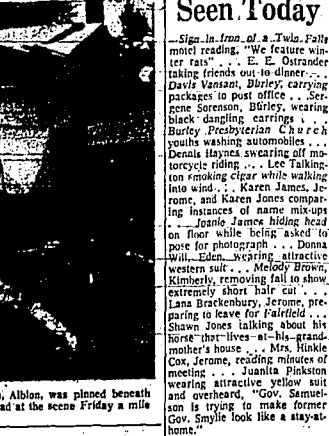 Seen Today
Sign in front of a Twin Falls
motel reading, "We feature win-
ter rats" . . . E. E. Ostrander
taking friends out to dinner . . .
Davis Vansant, Burley, carrying
packages to post office . . . Ser-
gene Sorenson, Burley, wearing
black dangling earrings . . .
Burley Presbyterian Church
youths washing automobiles . . .
Dennis Haynes swearing off mo-
torcycle riding . . . Lee Talking-
ton smoking cigar while walking
into wind . . . Karen James, Je-
rome, and Karen Jones compar-
ing instances of name mix-ups
. . . Joanie James hiding head
on floor while being asked to
pose for photograph . . . Donna
Will, Eden, wearing attractive
western suit . . . Melody Brown,
Kimberly, removing fall to show
extremely short hair cut . . .
Lana Brackenbury, Jerome, pre-
paring to leave for Fairfield . . .
Shawn Jones talking about his
horse that lives at his grand-
mother's house . . . Mrs. Hinkle
Cox, Jerome, reading minutes of
meeting . . . Juanita Pinkston
wearing attractive yellow suit
and overheard, "Gov. Samuel-
son is trying to make former
Gov. Smylie look like a stay-at-
home."
, Albion, was pinned beneath
ad at the scene Friday a mile